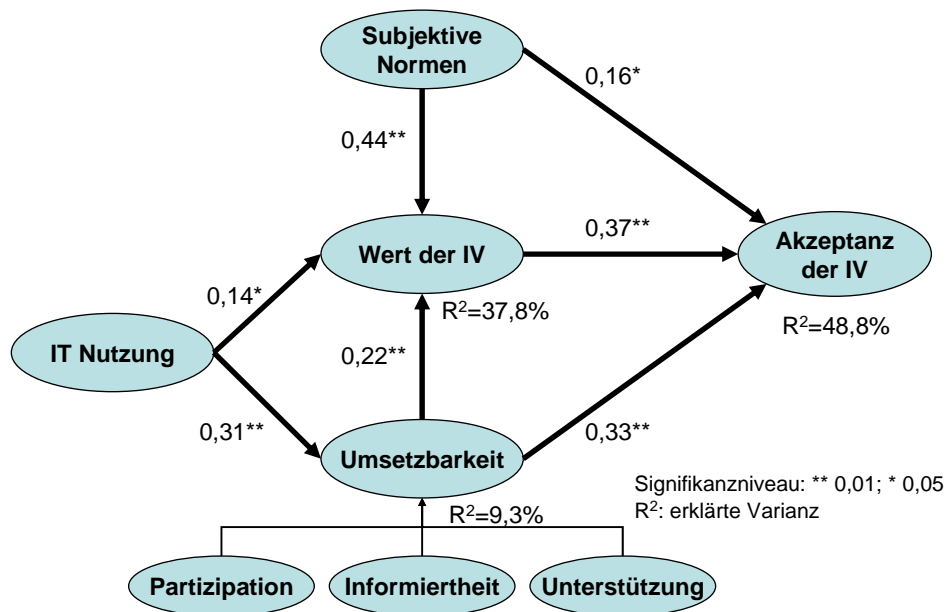 Subjektive
Normen
0,16*
0,44**
Wert der IV
0,37**
Akzeptanz
der IV
0,14*
R²=37,8%
R²=48,8%
IT Nutzung
0,22**
0,31**
0,33**
Umsetzbarkeit
Signifikanzniveau: ** 0,01; * 0,05
R²: erklärte Varianz
R²=9,3%
Partizipation
Informiertheit
Unterstützung